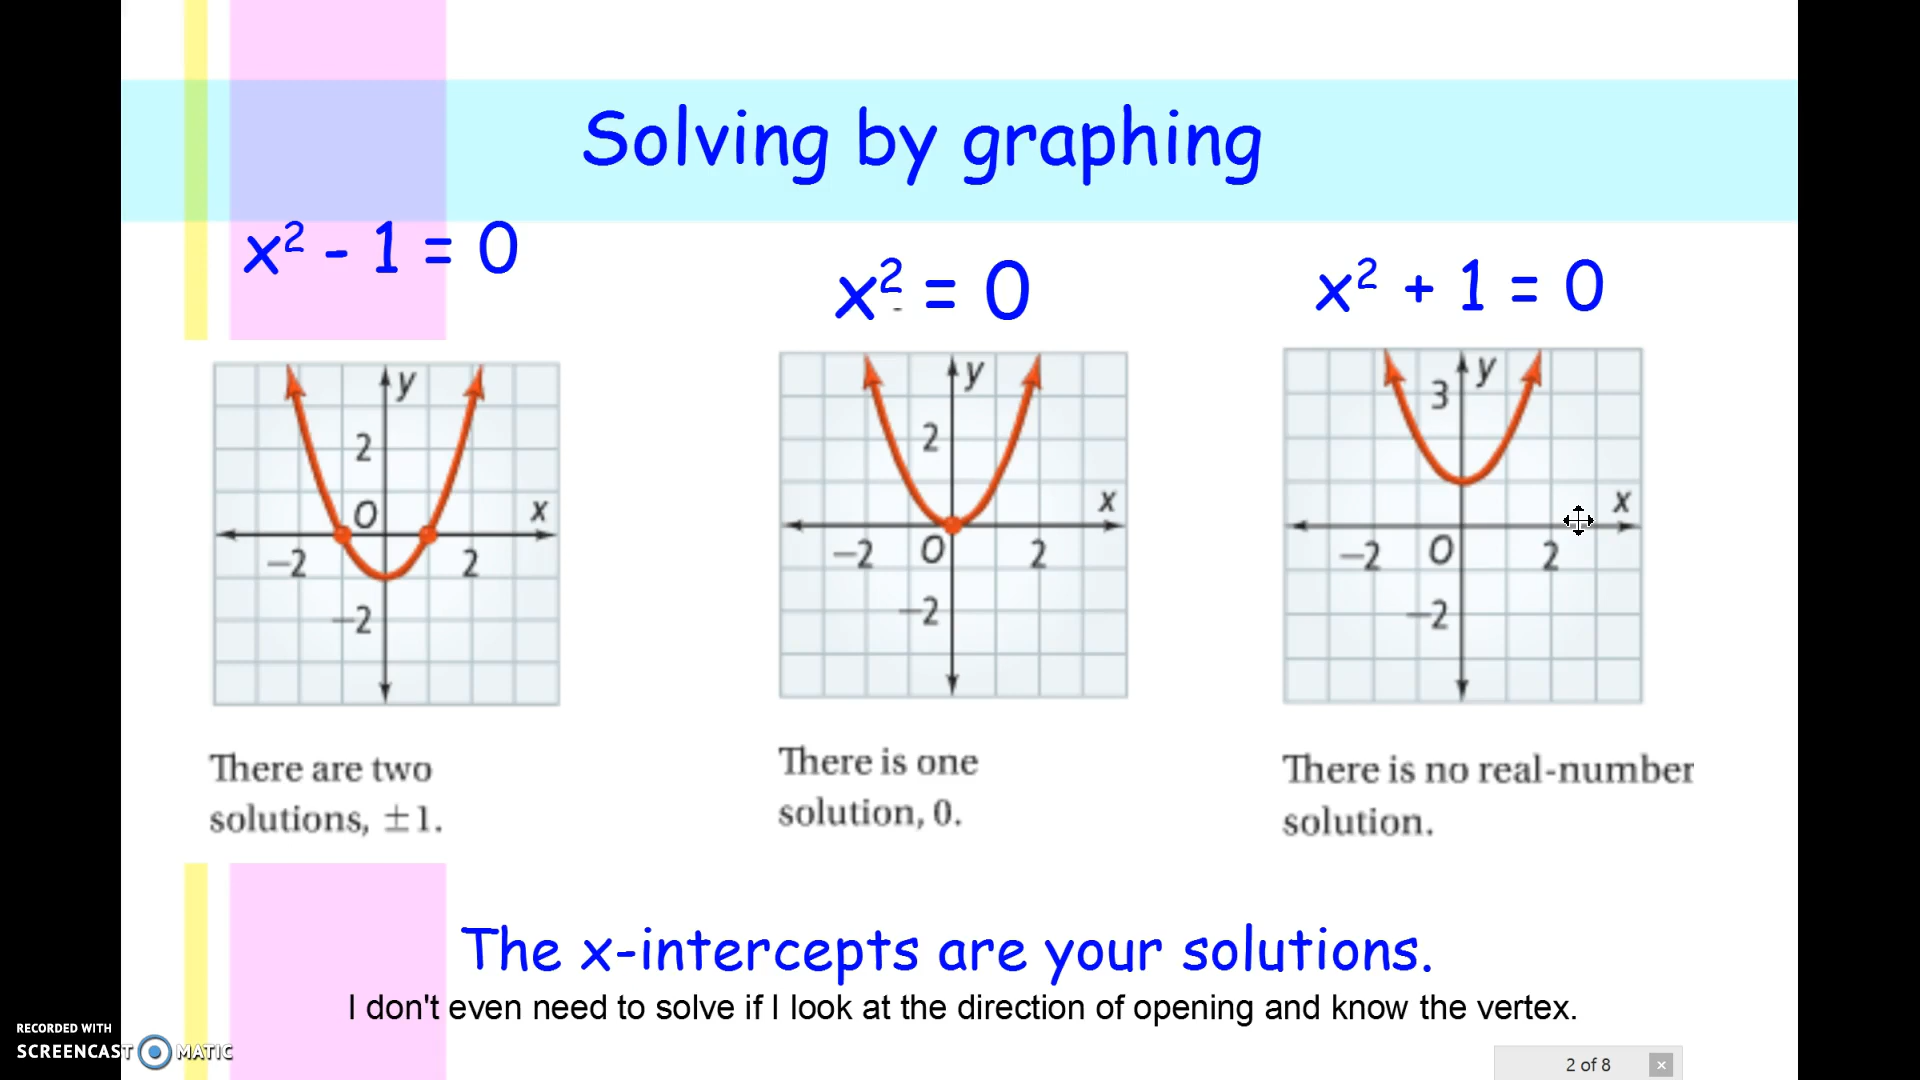 Solving by graphing
x² - 1 = 0
x² = 0
x² + 1 = 0
y
2
O
x
−2
2
−2
y
2
x
−2
O
2
−2
y
3
x
−2
O
2
−2
There are two
solutions, ±1.
There is one
solution, 0.
There is no real-number
solution.
The x-intercepts are your solutions.
I don't even need to solve if I look at the direction of opening and know the vertex.
RECORDED WITH
SCREENCAST MATIC
2 of 8